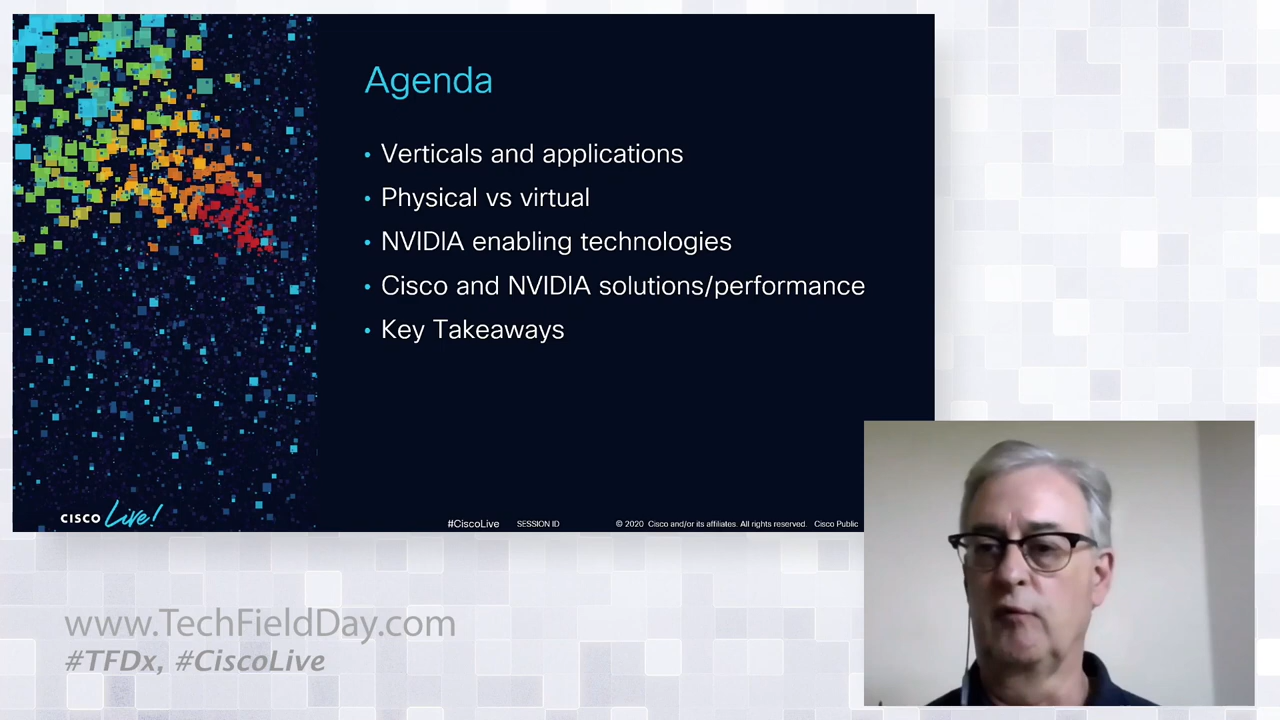 Agenda
• Verticals and applications
• Physical vs virtual
• NVIDIA enabling technologies
• Cisco and NVIDIA solutions/performance
• Key Takeaways
CISCO Live!
#CiscoLive SESSION ID © 2020 Cisco and/or its affiliates. All rights reserved. Cisco Public
www.TechFieldDay.com
#TFDx, #CiscoLive